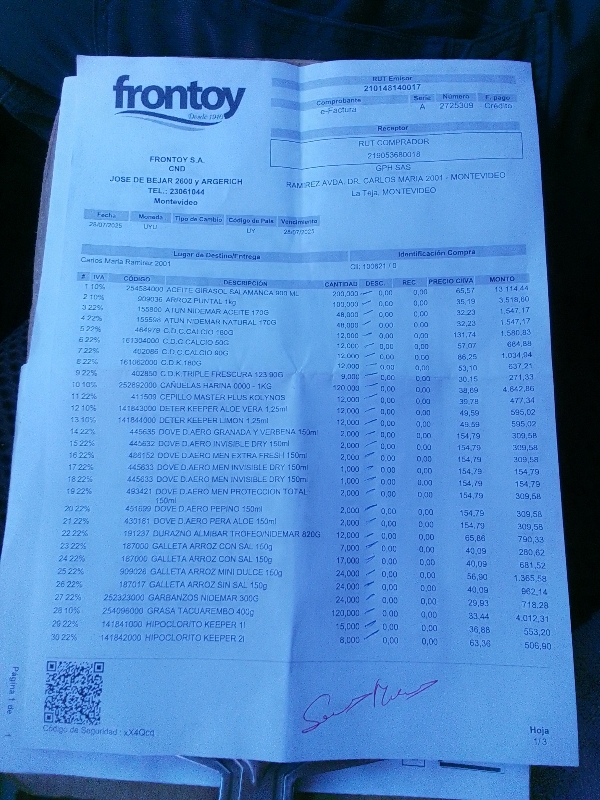 frontoy
Desde 1940
RUT Emisor
210148140017
Comprobante Serie Número F. pago
e-Factura A 2725309 Crédito
Receptor
RUT COMPRADOR
219053680018
GPH SAS
RAMIREZ AVDA. DR. CARLOS MARIA 2001 - MONTEVIDEO
La Teja, MONTEVIDEO
FRONTOY S.A.
CND
JOSE DE BEJAR 2600 y ARGERICH
TEL.: 23061044
Montevideo
Fecha Moneda Tipo de Cambio Código de País Vencimiento
28/07/2025 UYU UY 28/07/2025
Lugar de Destino/Entrega Identificación Compra
Carlos María Ramírez 2001
# IVA CÓDIGO DESCRIPCIÓN CANTIDAD DESC. REC PRECIO C/IVA MONTO
1 10% 254584000 ACEITE GIRASOL SALAMANCA 900 ML 200,000 0,00 0,00 65,57 13.114,44
2 10% 909036 ARROZ PUNTAL 1kg 100,000 0,00 0,00 35,19 3.518,60
3 22% 155800 ATUN NIDEMAR ACEITE 170G 48,000 0,00 0,00 32,23 1.547,17
4 22% 155598 ATUN NIDEMAR NATURAL 170G 48,000 0,00 0,00 32,23 1.547,17
5 22% 464978 C.D.C.CALCIO 180G 12,000 0,00 0,00 131,74 1.580,83
6 22% 161304000 C.D.C.CALCIO 50G 12,000 0,00 0,00 57,07 684,88
7 22% 402086 C.D.C.CALCIO 90G 12,000 0,00 0,00 86,25 1.034,94
8 22% 161062000 C.D.K.180G 12,000 0,00 0,00 53,10 637,21
9 22% 402850 C.D.K TRIPLE FRESCURA 123 90G 9,000 0,00 0,00 30,15 271,33
10 10% 252692000 CAÑUELAS HARINA 0000 - 1KG 120,000 0,00 0,00 38,69 4.642,86
11 22% 411509 CEPILLO MASTER PLUS KOLYNOS 12,000 0,00 0,00 39,78 477,34
12 10% 141843000 DETER KEEPER ALOE VERA 1.25ml 12,000 0,00 0,00 49,59 595,02
13 10% 141844000 DETER KEEPER LIMON 1.25ml 12,000 0,00 0,00 49,59 595,02
14 22% 445635 DOVE D.AERO GRANADA Y VERBENA 150ml 2,000 0,00 0,00 154,79 309,58
15 22% 445632 DOVE D.AERO INVISIBLE DRY 150ml 2,000 0,00 0,00 154,79 309,58
16 22% 486152 DOVE D.AERO MEN EXTRA FRESH 150ml 2,000 0,00 0,00 154,79 309,58
17 22% 445633 DOVE D.AERO MEN INVISIBLE DRY 150ml 1,000 0,00 0,00 154,79 154,79
18 22% 445633 DOVE D.AERO MEN INVISIBLE DRY 150ml 1,000 0,00 0,00 154,79 154,79
19 22% 493421 DOVE D.AERO MEN PROTECCION TOTAL 2,000 0,00 0,00 154,79 309,58
150ml
20 22% 451699 DOVE D.AERO PEPINO 150ml 2,000 0,00 0,00 154,79 309,58
21 22% 430161 DOVE D.AERO PERA ALOE 150ml 2,000 0,00 0,00 154,79 309,58
22 22% 191237 DURAZNO ALMIBAR TROFEO/NIDEMAR 820G 12,000 0,00 0,00 65,86 790,33
23 22% 187000 GALLETA ARROZ CON SAL 150g 7,000 0,00 0,00 40,09 280,62
24 22% 187000 GALLETA ARROZ CON SAL 150g 17,000 0,00 0,00 40,09 681,52
25 22% 909026 GALLETA ARROZ MINI DULCE 150g 24,000 0,00 0,00 56,90 1.365,58
26 22% 187017 GALLETA ARROZ SIN SAL 150g 24,000 0,00 0,00 40,09 962,14
27 22% 252323000 GARBANZOS NIDEMAR 300G 24,000 0,00 0,00 29,93 718,28
28 10% 254096000 GRASA TACUAREMBO 400g 120,000 0,00 0,00 33,44 4.012,31
29 22% 141841000 HIPOCLORITO KEEPER 1l 15,000 0,00 0,00 36,88 553,20
30 22% 141842000 HIPOCLORITO KEEPER 2l 8,000 0,00 0,00 63,36 506,90
Código de Seguridad : xX4Qcd
Hoja
1/3
Página 1 de 1